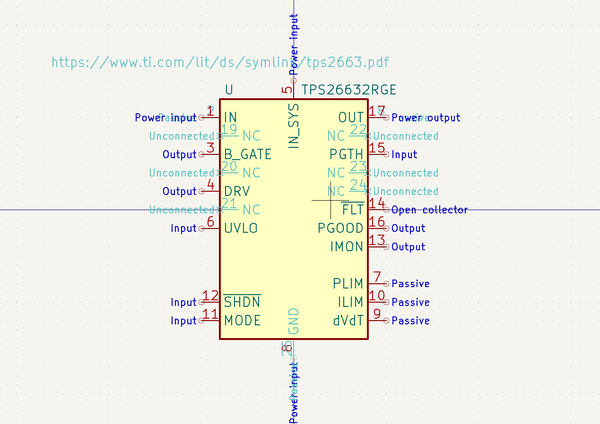 Power input
https://www.ti.com/lit/ds/symlink/tps2663.pdf
U TPS26632RGE
5
IN_SYS
Power input 1 IN OUT 17 Power output
Unconnected 19 NC NC 22 Unconnected
Output 3 B_GATE PGTH 15 Input
Unconnected 20 NC NC 23 Unconnected
Output 4 DRV NC 24 Unconnected
Unconnected 21 NC FLT 14 Open collector
Input 6 UVLO PGOOD 16 Output
IMON 13 Output
PLIM 7 Passive
Input 12 SHDN ILIM 10 Passive
Input 11 MODE dVdT 9 Passive
GND
8
Power input